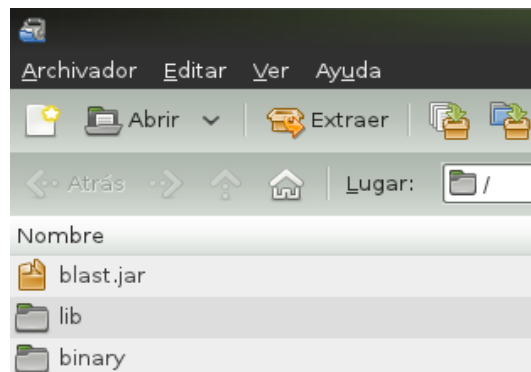 Archivador Editar Ver Ayuda
Abrir Extraer
Atrás Lugar: /
Nombre
blast.jar
lib
binary